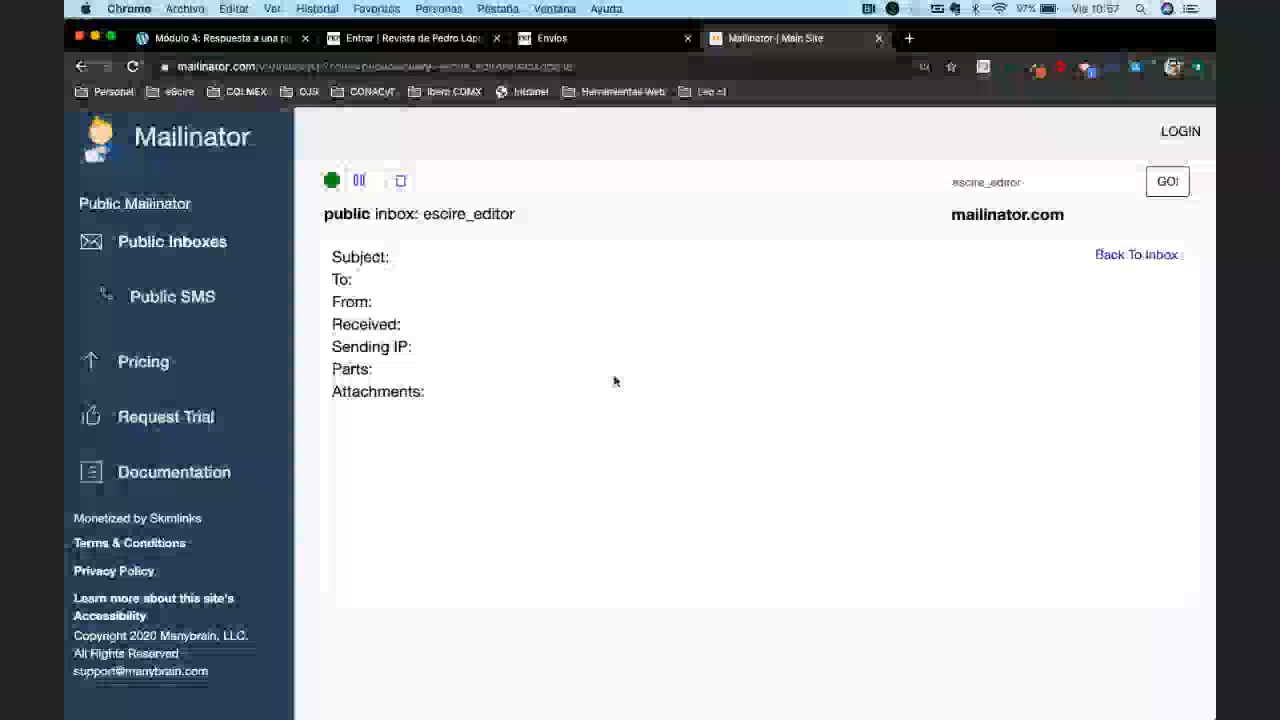 Chrome Archivo Editar Ver Historial Favoritos Personas Pestaña Ventana Ayuda 97% Vie 10:57
Módulo 4: Respuesta a una p
Entrar | Revista de Pedro Lóp
Envíos
Mailinator | Main Site
mailinator.com
Personal eScire COLMEX OJS CONACyT Ibero CDMX Intranet Herramientas Web Leo =)
Mailinator
LOGIN
Public Mailinator
escire_editor
GO!
public inbox: escire_editor
mailinator.com
Public Inboxes
Public SMS
Pricing
Request Trial
Documentation
Subject:
Back To Inbox
To:
From:
Received:
Sending IP:
Parts:
Attachments:
Monetized by Skimlinks
Terms & Conditions
Privacy Policy
Learn more about this site's
Accessibility
Copyright 2020 Manybrain, LLC.
All Rights Reserved
support@manybrain.com